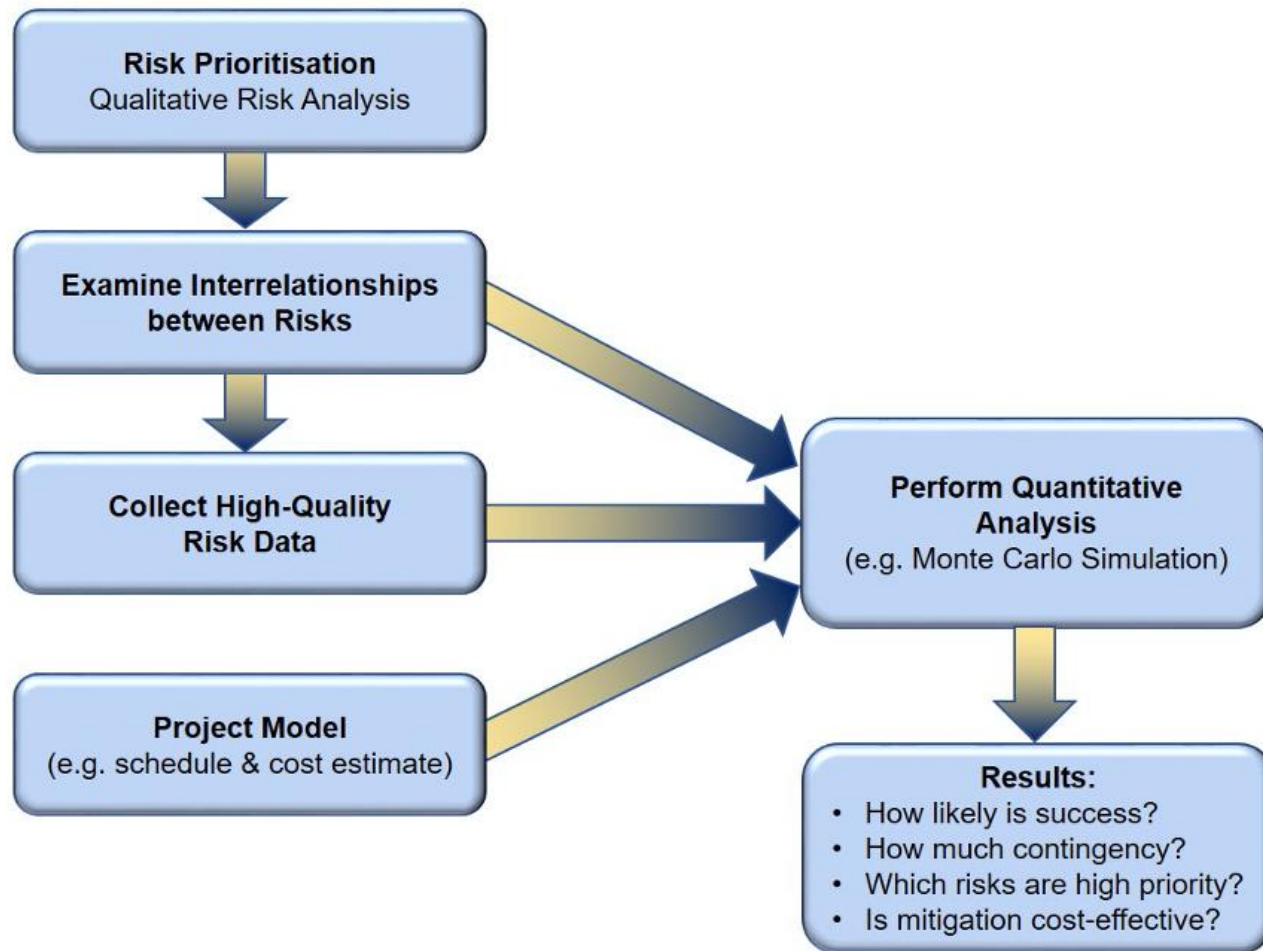 Risk Prioritisation
Qualitative Risk Analysis
Examine Interrelationships
between Risks
Collect High-Quality
Risk Data
Project Model
(e.g. schedule & cost estimate)
Perform Quantitative
Analysis
(e.g. Monte Carlo Simulation)
Results:
• How likely is success?
• How much contingency?
• Which risks are high priority?
• Is mitigation cost-effective?